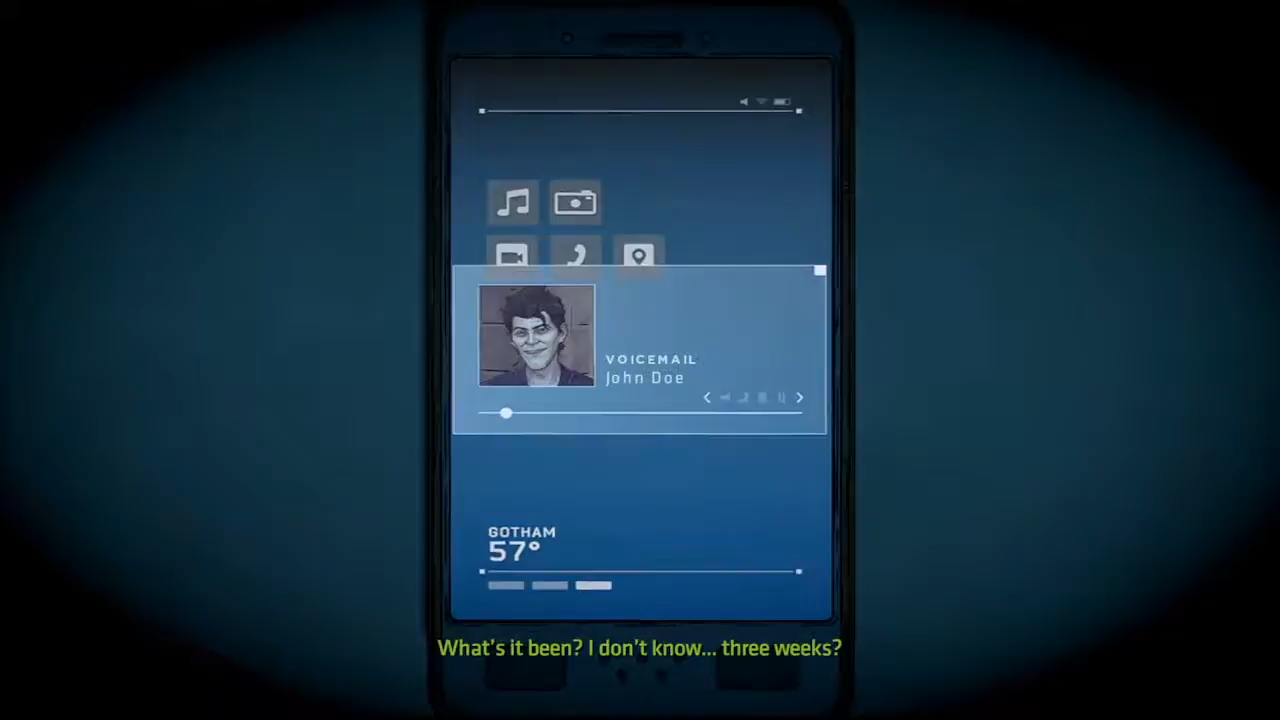 VOICEMAIL
John Doe
GOTHAM
57°
What's it been? I don't know... three weeks?